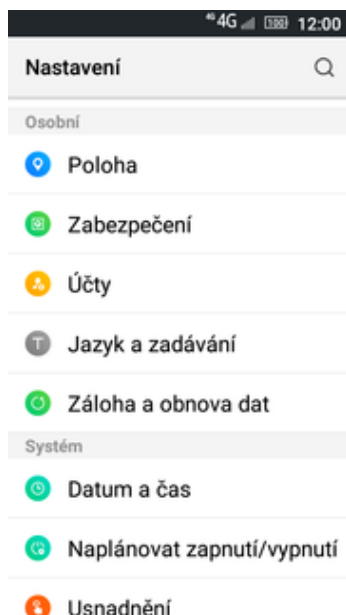 4G 100 12:00
Nastavení
Osobní
Poloha
Zabezpečení
Účty
Jazyk a zadávání
Záloha a obnova dat
Systém
Datum a čas
Naplánovat zapnutí/vypnutí
Usnadnění